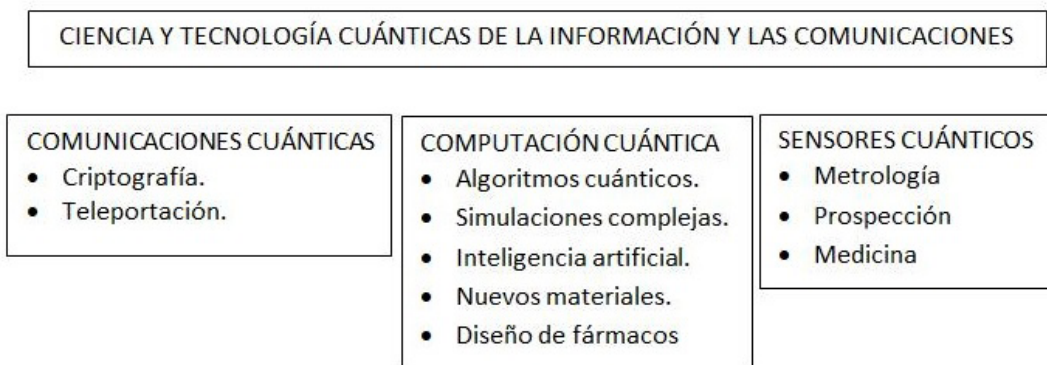 CIENCIA Y TECNOLOGÍA CUÁNTICAS DE LA INFORMACIÓN Y LAS COMUNICACIONES
COMUNICACIONES CUÁNTICAS
• Criptografía.
• Teleportación.
COMPUTACIÓN CUÁNTICA
• Algoritmos cuánticos.
• Simulaciones complejas.
• Inteligencia artificial.
• Nuevos materiales.
• Diseño de fármacos
SENSORES CUÁNTICOS
• Metrología
• Prospección
• Medicina